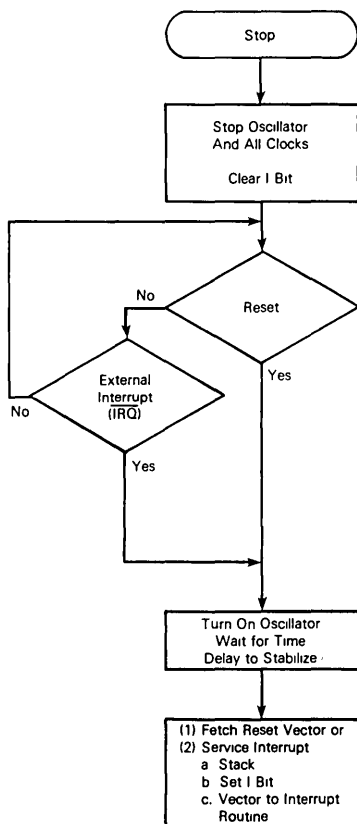 Stop
Stop Oscillator
And All Clocks
Clear I Bit
Reset
No
External
Interrupt
(IRQ)
No
Yes
Yes
Turn On Oscillator
Wait for Time
Delay to Stabilize
(1) Fetch Reset Vector or
(2) Service Interrupt
a Stack
b Set I Bit
c. Vector to Interrupt
Routine